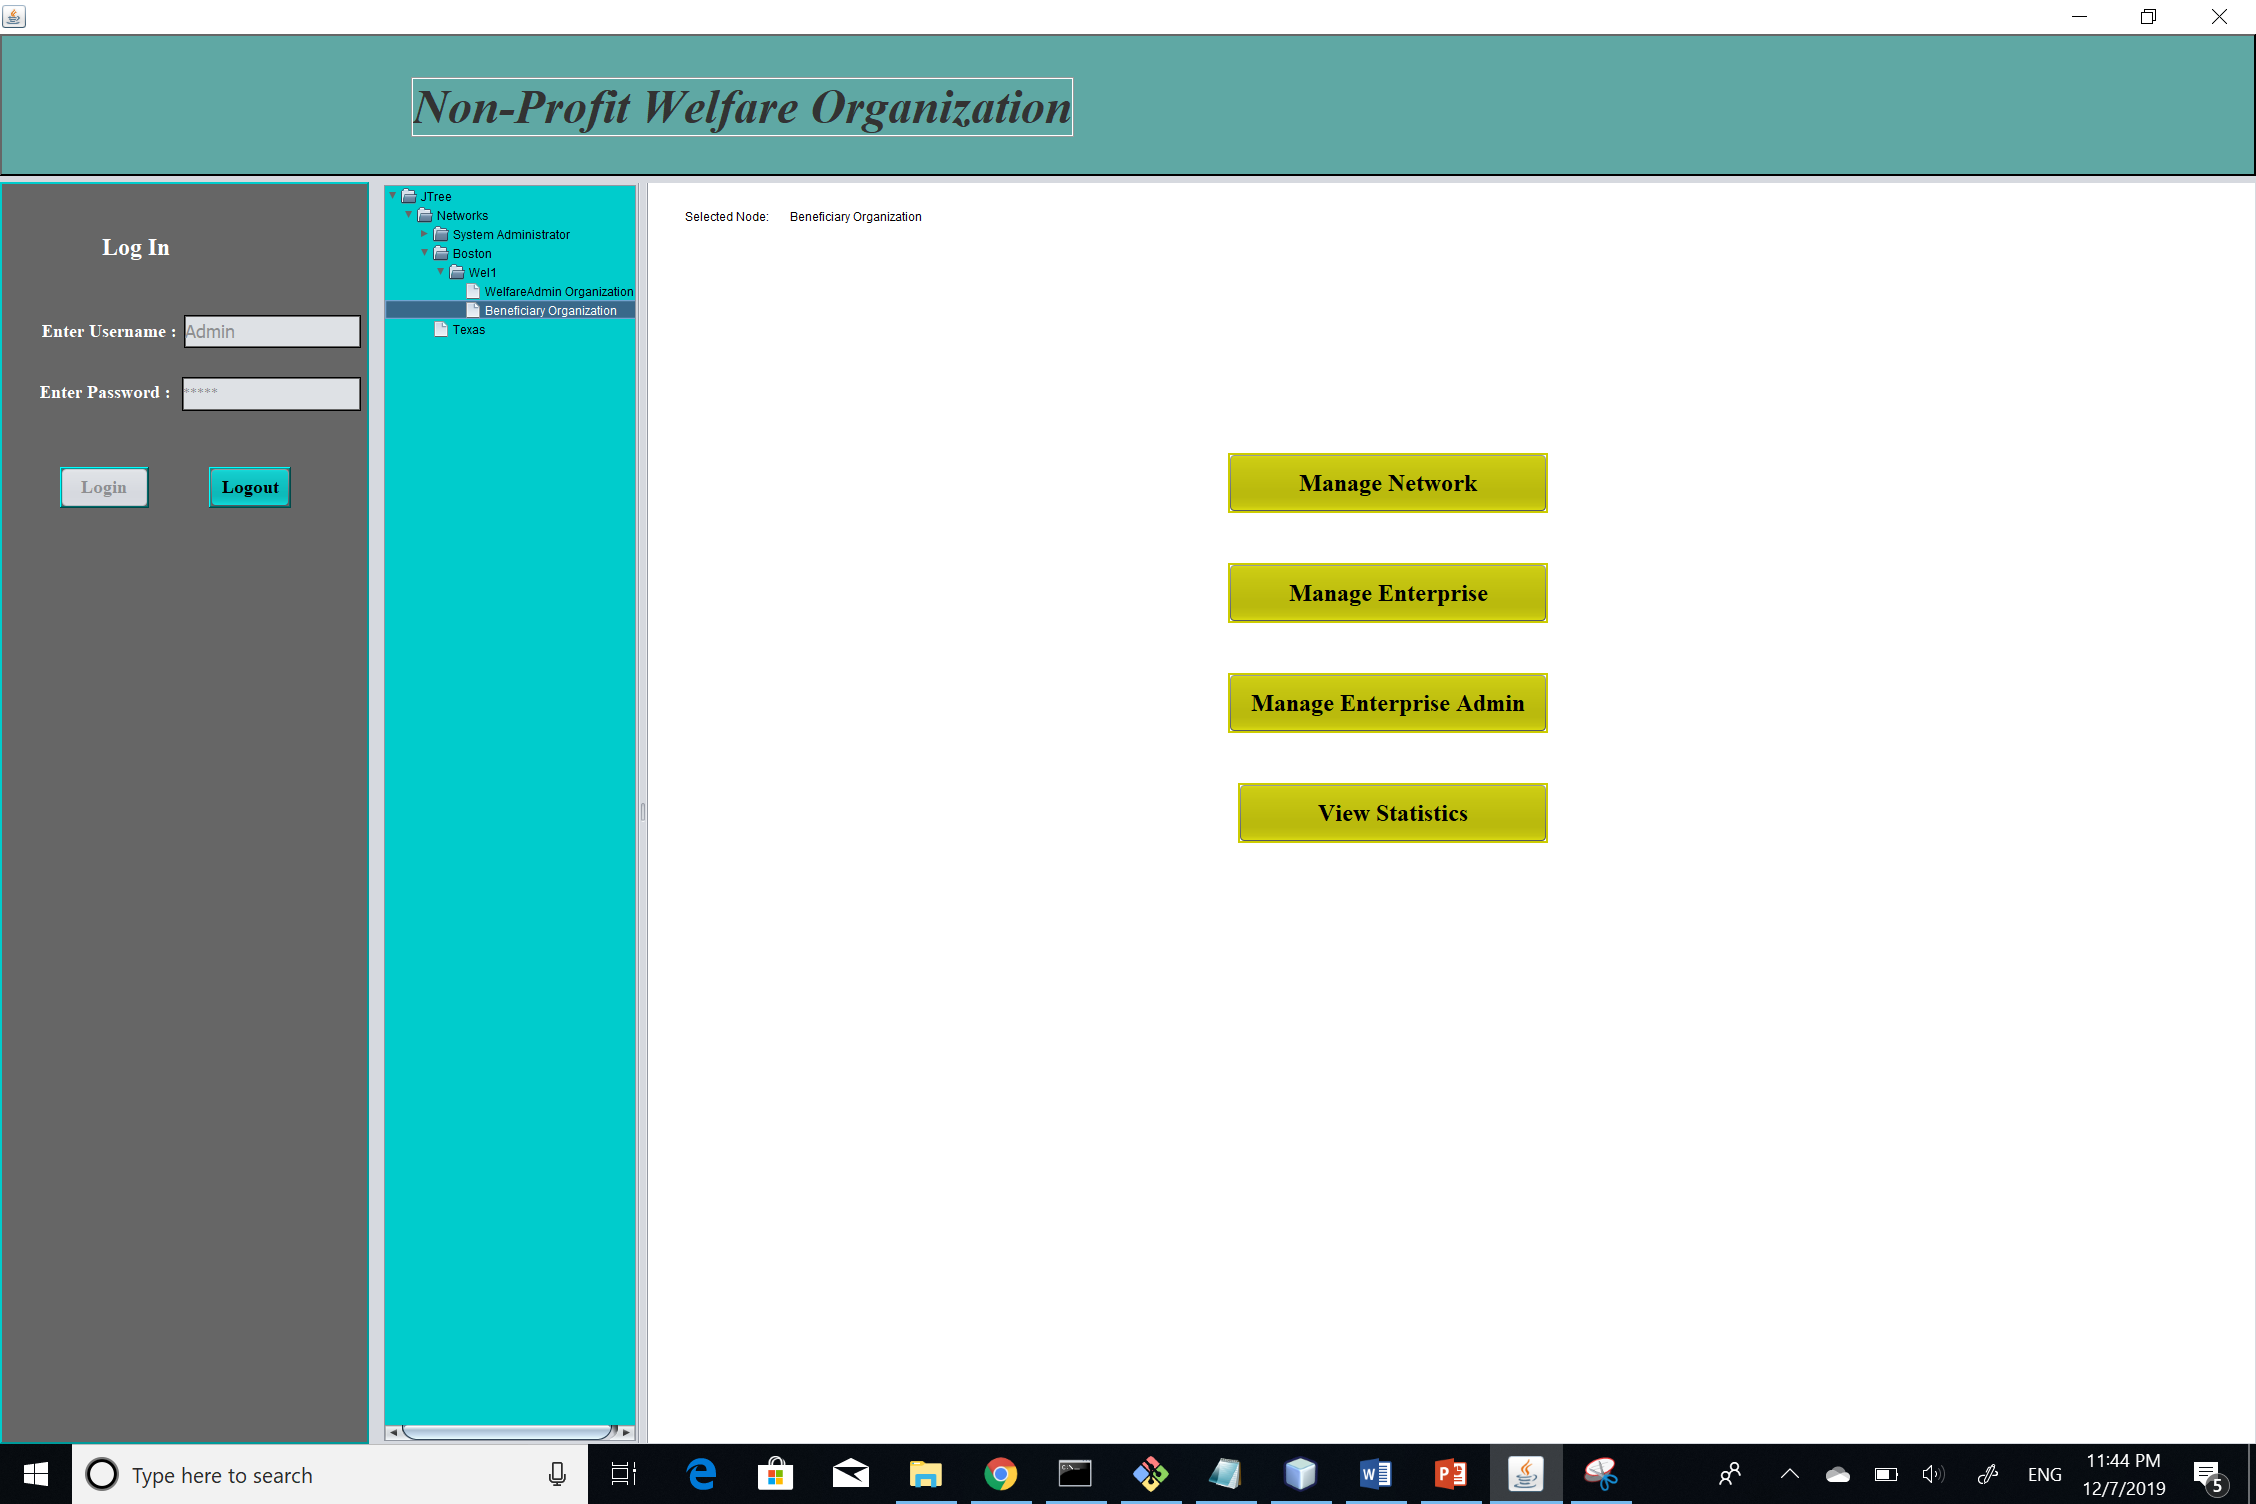 Non-Profit Welfare Organization
Log In
Enter Username :
Admin
Enter Password :
*****
Login
Logout
JTree
Networks
System Administrator
Boston
Wel1
WelfareAdmin Organization
Beneficiary Organization
Texas
Selected Node: Beneficiary Organization
Manage Network
Manage Enterprise
Manage Enterprise Admin
View Statistics
Type here to search
ENG
11:44 PM
12/7/2019
5